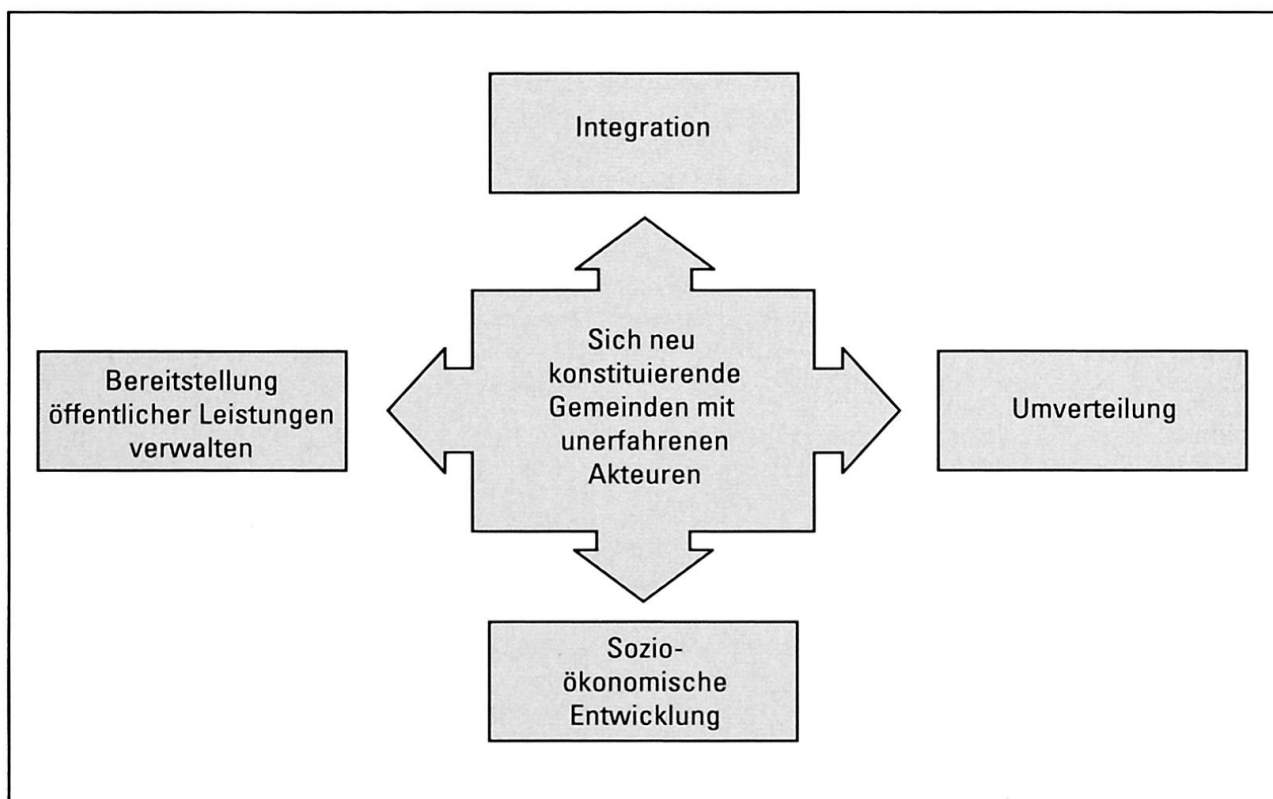 Integration
Bereitstellung
öffentlicher Leistungen
verwalten
Sich neu
konstituierende
Gemeinden mit
unerfahrenen
Akteuren
Umverteilung
Sozio-
ökonomische
Entwicklung